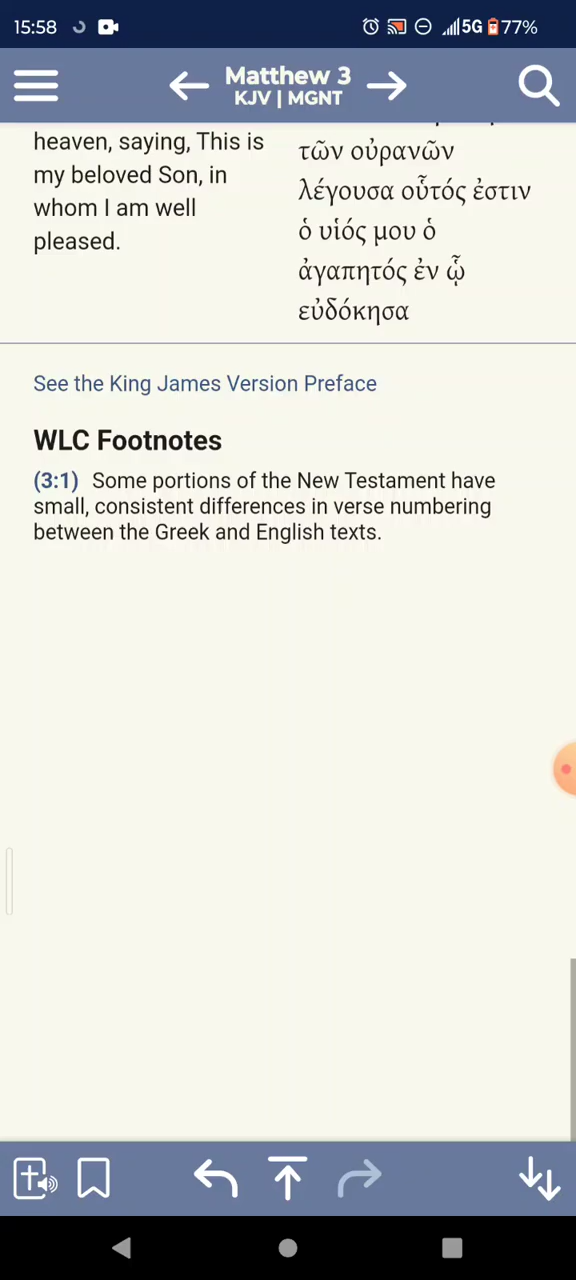 15:58
5G 77%
Matthew 3
KJV | MGNT
heaven, saying, This is
my beloved Son, in
whom I am well
pleased.
τῶν οὐρανῶν
λέγουσα οὗτός ἐστιν
ὁ υἱός μου ὁ
ἀγαπητός ἐν ᾧ
εὐδόκησα
See the King James Version Preface
WLC Footnotes
(3:1) Some portions of the New Testament have
small, consistent differences in verse numbering
between the Greek and English texts.